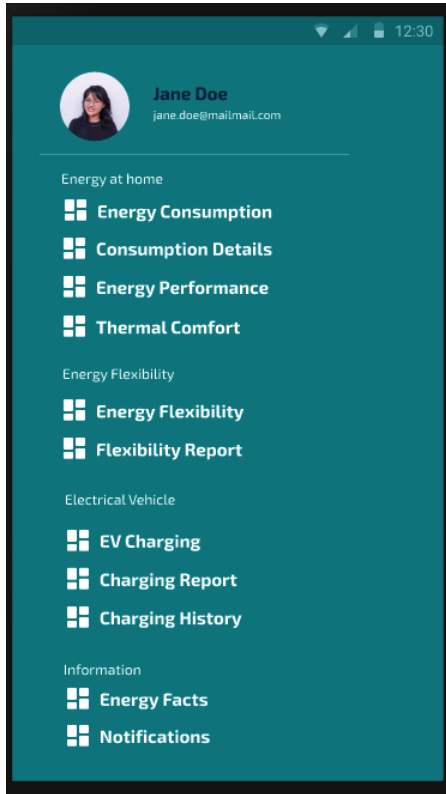 12:30
Jane Doe
jane.doe@mailmail.com
Energy at home
Energy Consumption
Consumption Details
Energy Performance
Thermal Comfort
Energy Flexibility
Energy Flexibility
Flexibility Report
Electrical Vehicle
EV Charging
Charging Report
Charging History
Information
Energy Facts
Notifications